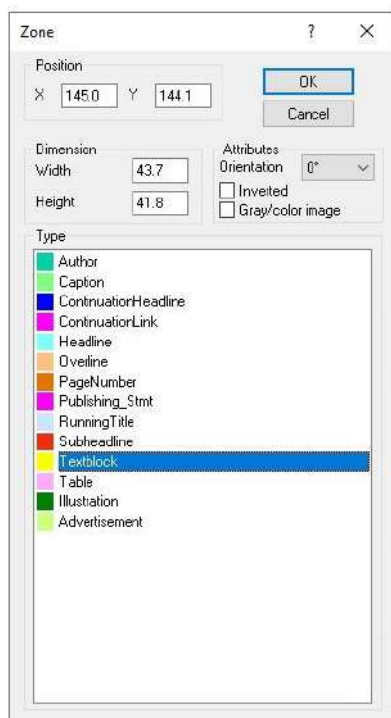 Zone ? ×
Position
X 145.0 Y 144.1
OK
Cancel
Dimension
Width 43.7
Height 41.8
Attributes
Orientation 0°
Inverted
Gray/color image
Type
Author
Caption
ContinuationHeadline
ContinuationLink
Headline
Overline
PageNumber
Publishing_Stmt
RunningTitle
Subheadline
Textblock
Table
Illustration
Advertisement